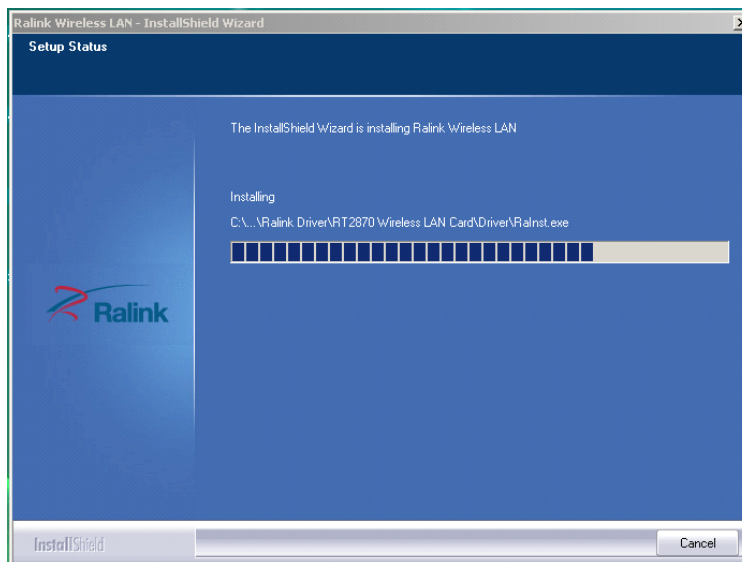 Ralink Wireless LAN - InstallShield Wizard
Setup Status
The InstallShield Wizard is installing Ralink Wireless LAN
Installing
C:\...\Ralink Driver\RT2870 Wireless LAN Card\Driver\RaInst.exe
Ralink
InstallShield
Cancel